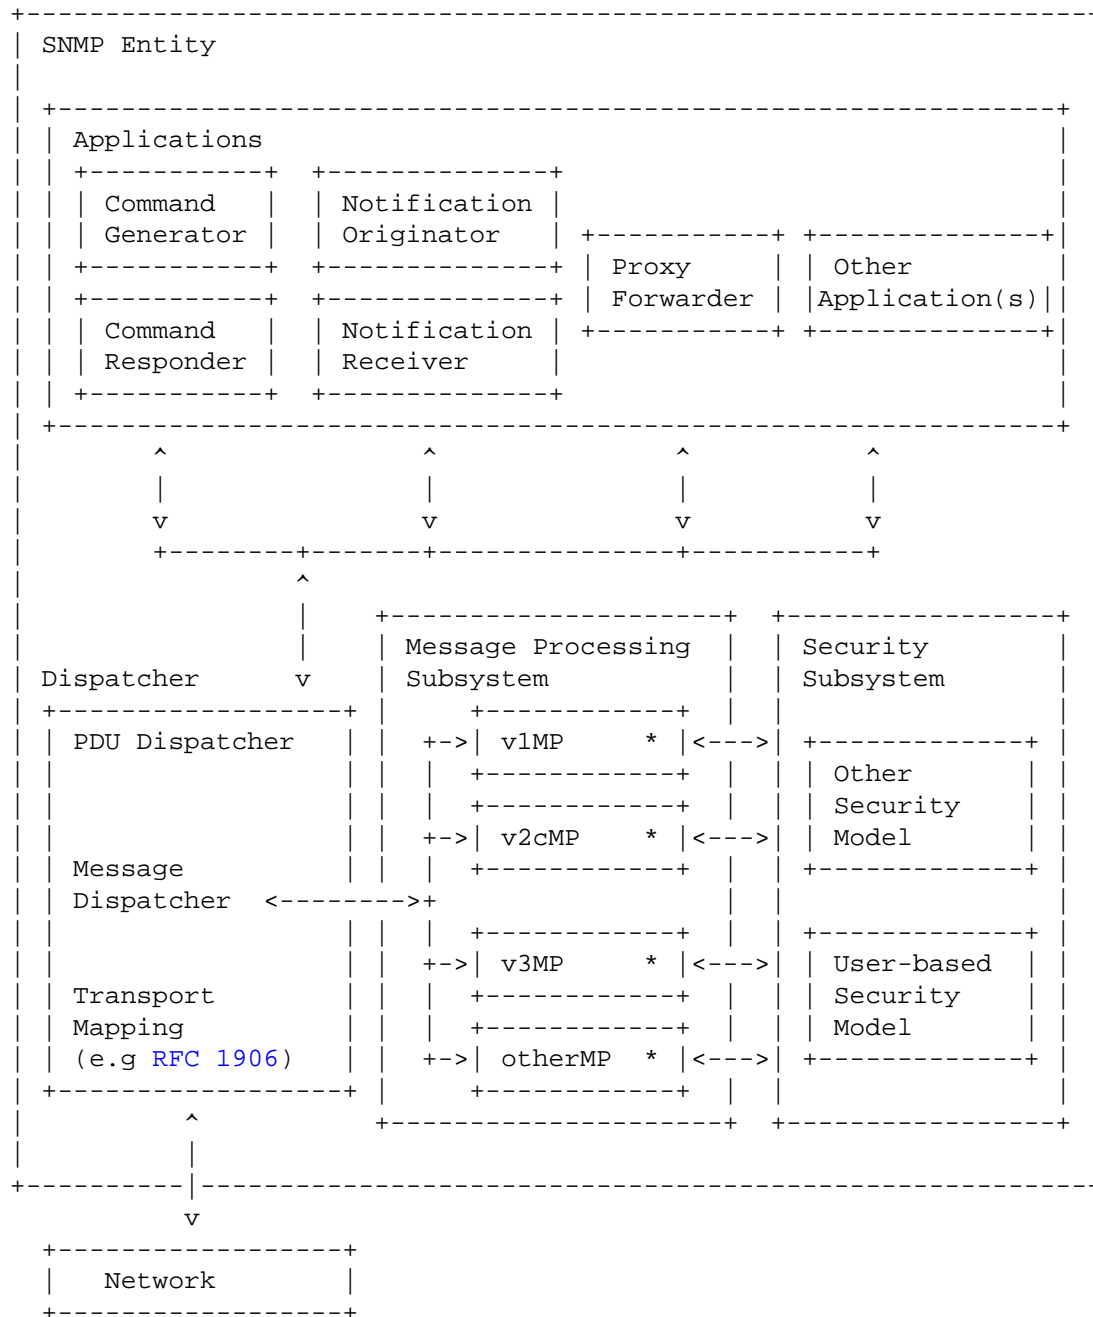 SNMP Entity
Applications
Command Generator
Notification Originator
Proxy Forwarder
Other Application(s)
Command Responder
Notification Receiver
Dispatcher
PDU Dispatcher
Message Dispatcher
Transport Mapping (e.g RFC 1906)
Message Processing Subsystem
v1MP *
v2cMP *
v3MP *
otherMP *
Security Subsystem
Other Security Model
User-based Security Model
Network